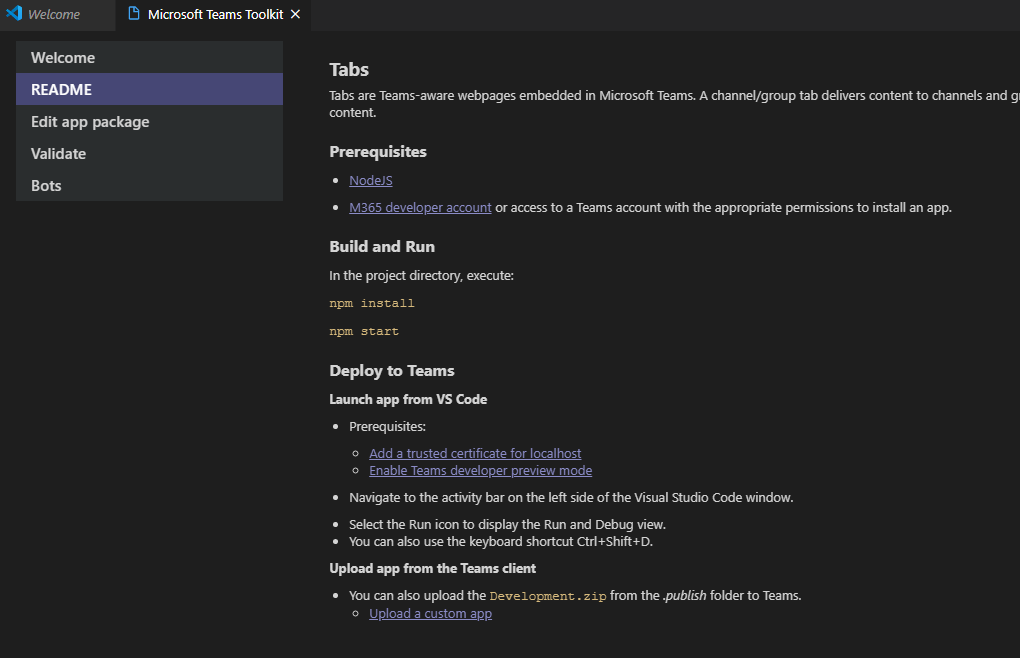 Welcome
Microsoft Teams Toolkit
Welcome
README
Edit app package
Validate
Bots
Tabs
Tabs are Teams-aware webpages embedded in Microsoft Teams. A channel/group tab delivers content to channels and
content.
Prerequisites
NodeJS
M365 developer account or access to a Teams account with the appropriate permissions to install an app.
Build and Run
In the project directory, execute:
npm install
npm start
Deploy to Teams
Launch app from VS Code
Prerequisites:
Add a trusted certificate for localhost
Enable Teams developer preview mode
Navigate to the activity bar on the left side of the Visual Studio Code window.
Select the Run icon to display the Run and Debug view.
You can also use the keyboard shortcut Ctrl+Shift+D.
Upload app from the Teams client
You can also upload the Development.zip from the .publish folder to Teams.
Upload a custom app